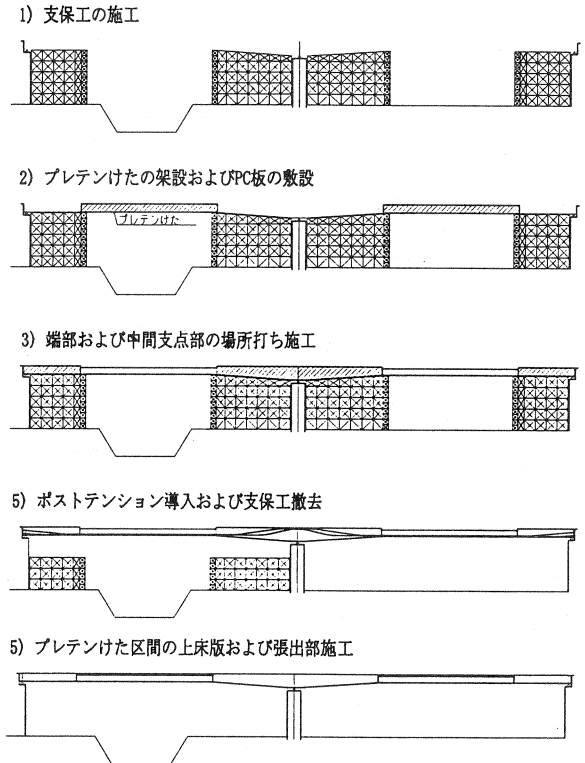 1) 支保工の施工
2) プレテンけたの架設およびPC板の敷設
プレテンけた
3) 端部および中間支点部の場所打ち施工
5) ポストテンション導入および支保工撤去
5) プレテンけた区間の上床版および張出部施工